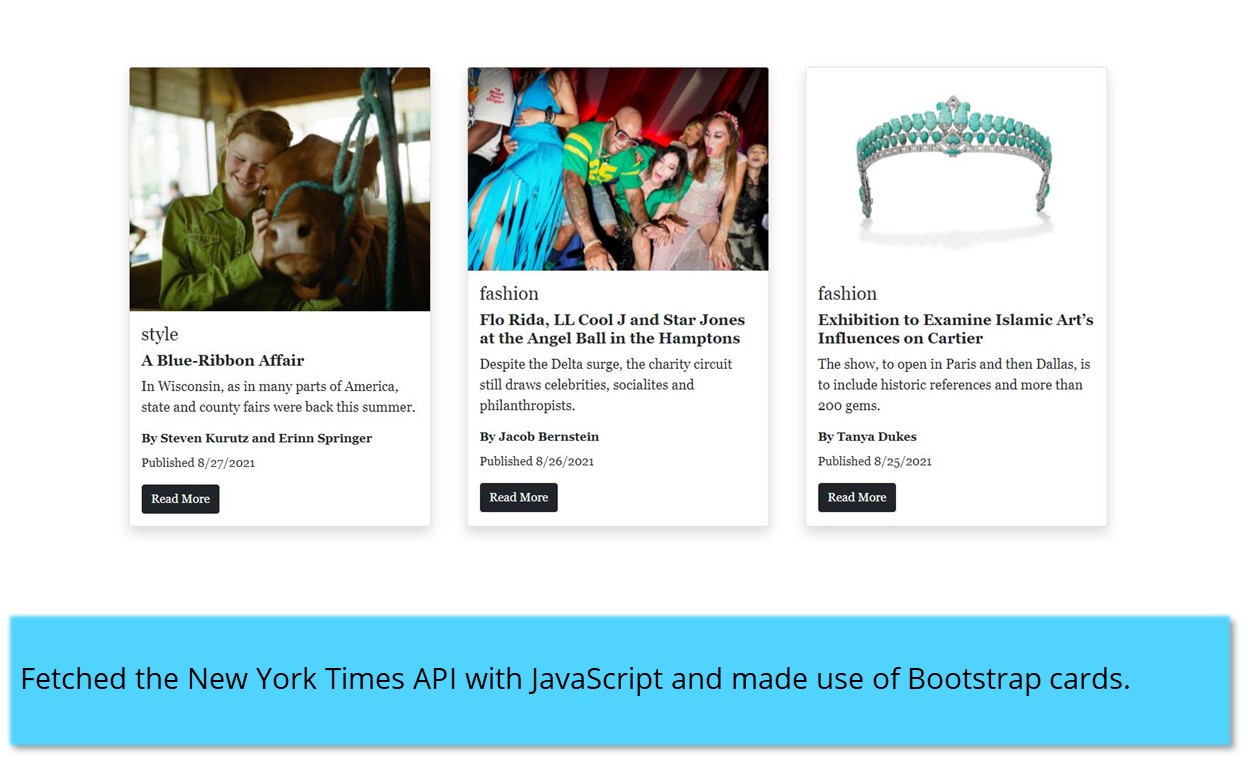 style
A Blue-Ribbon Affair
In Wisconsin, as in many parts of America,
state and county fairs were back this summer.
By Steven Kurutz and Erinn Springer
Published 8/27/2021
Read More
fashion
Flo Rida, LL Cool J and Star Jones
at the Angel Ball in the Hamptons
Despite the Delta surge, the charity circuit
still draws celebrities, socialites and
philanthropists.
By Jacob Bernstein
Published 8/26/2021
Read More
fashion
Exhibition to Examine Islamic Art’s
Influences on Cartier
The show, to open in Paris and then Dallas, is
to include historic references and more than
200 gems.
By Tanya Dukes
Published 8/25/2021
Read More
Fetched the New York Times API with JavaScript and made use of Bootstrap cards.